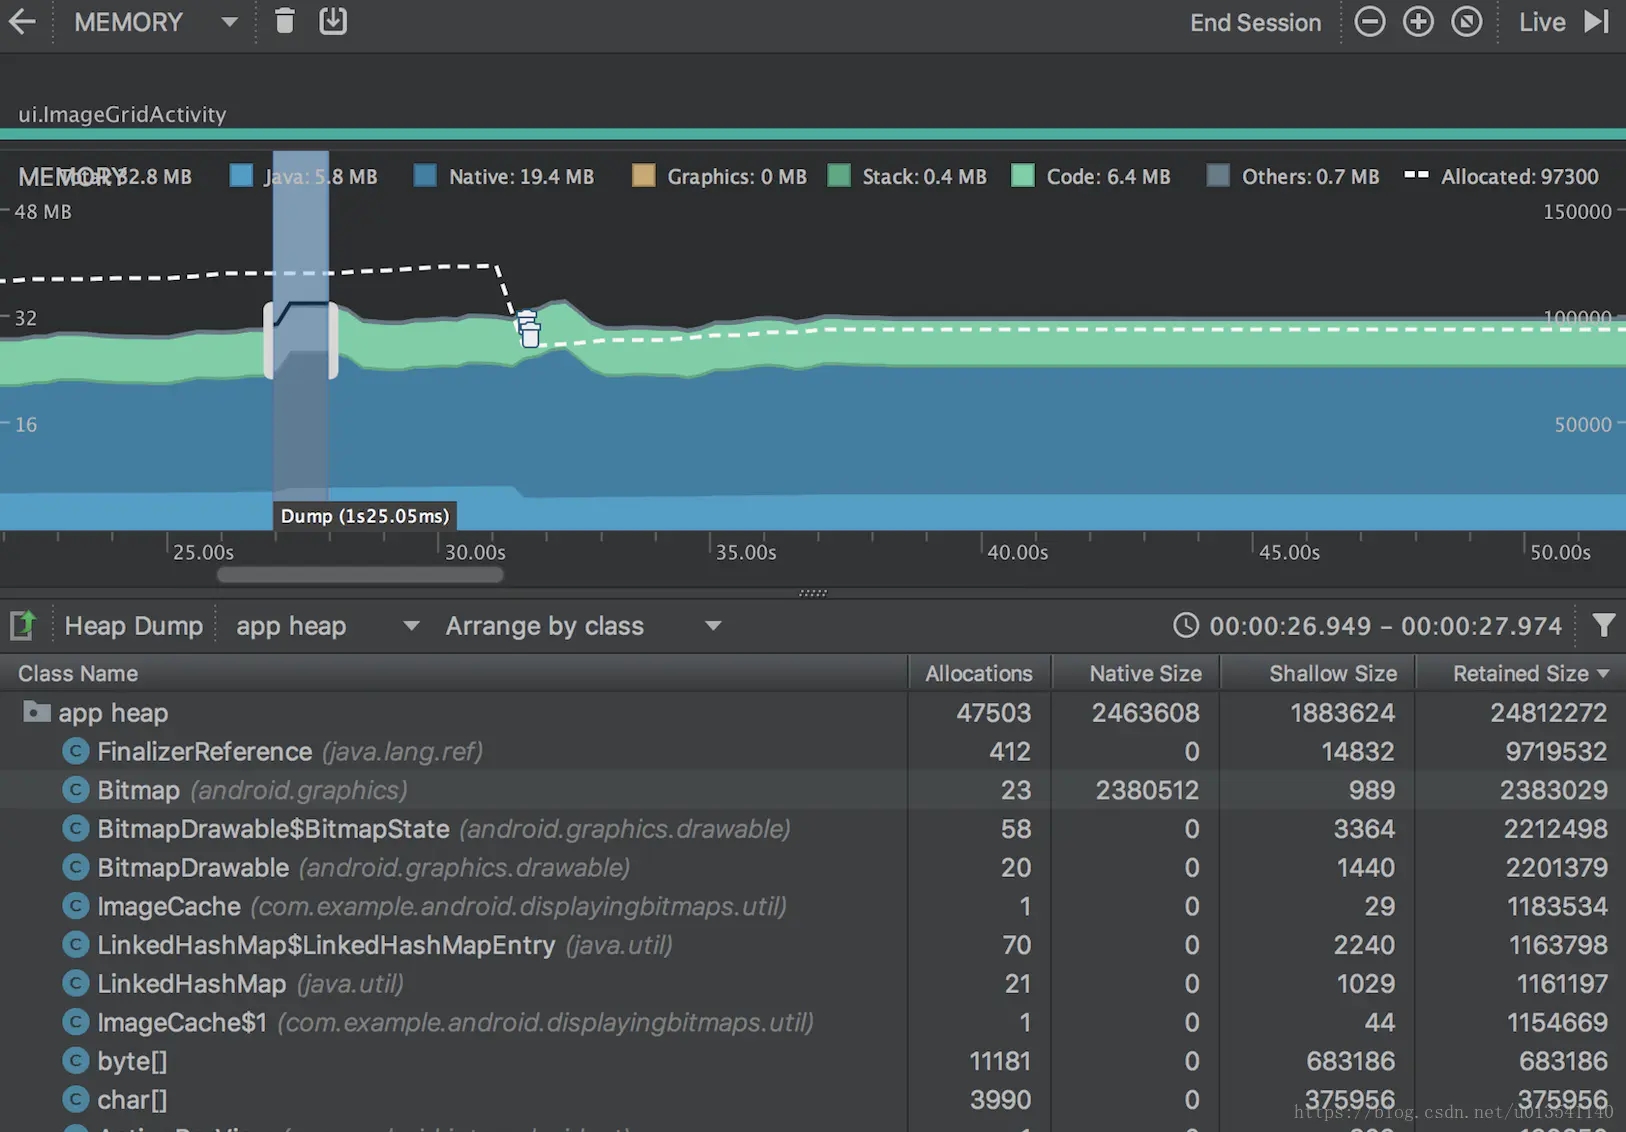 MEMORY End Session Live
ui.ImageGridActivity
MEMORY Total: 32.8 MB Java: 5.8 MB Native: 19.4 MB Graphics: 0 MB Stack: 0.4 MB Code: 6.4 MB Others: 0.7 MB Allocated: 97300
48 MB 150000
32 100000
16 50000
Dump (1s25.05ms)
25.00s 30.00s 35.00s 40.00s 45.00s 50.00s
Heap Dump app heap Arrange by class 00:00:26.949 – 00:00:27.974
Class Name Allocations Native Size Shallow Size Retained Size
app heap 47503 2463608 1883624 24812272
C FinalizerReference (java.lang.ref) 412 0 14832 9719532
C Bitmap (android.graphics) 23 2380512 989 2383029
C BitmapDrawable$BitmapState (android.graphics.drawable) 58 0 3364 2212498
C BitmapDrawable (android.graphics.drawable) 20 0 1440 2201379
C ImageCache (com.example.android.displayingbitmaps.util) 1 0 29 1183534
C LinkedHashMap$LinkedHashMapEntry (java.util) 70 0 2240 1163798
C LinkedHashMap (java.util) 21 0 1029 1161197
C ImageCache$1 (com.example.android.displayingbitmaps.util) 1 0 44 1154669
C byte[] 11181 0 683186 683186
C char[] 3990 0 375956 375956
https://blog.csdn.net/u013541140